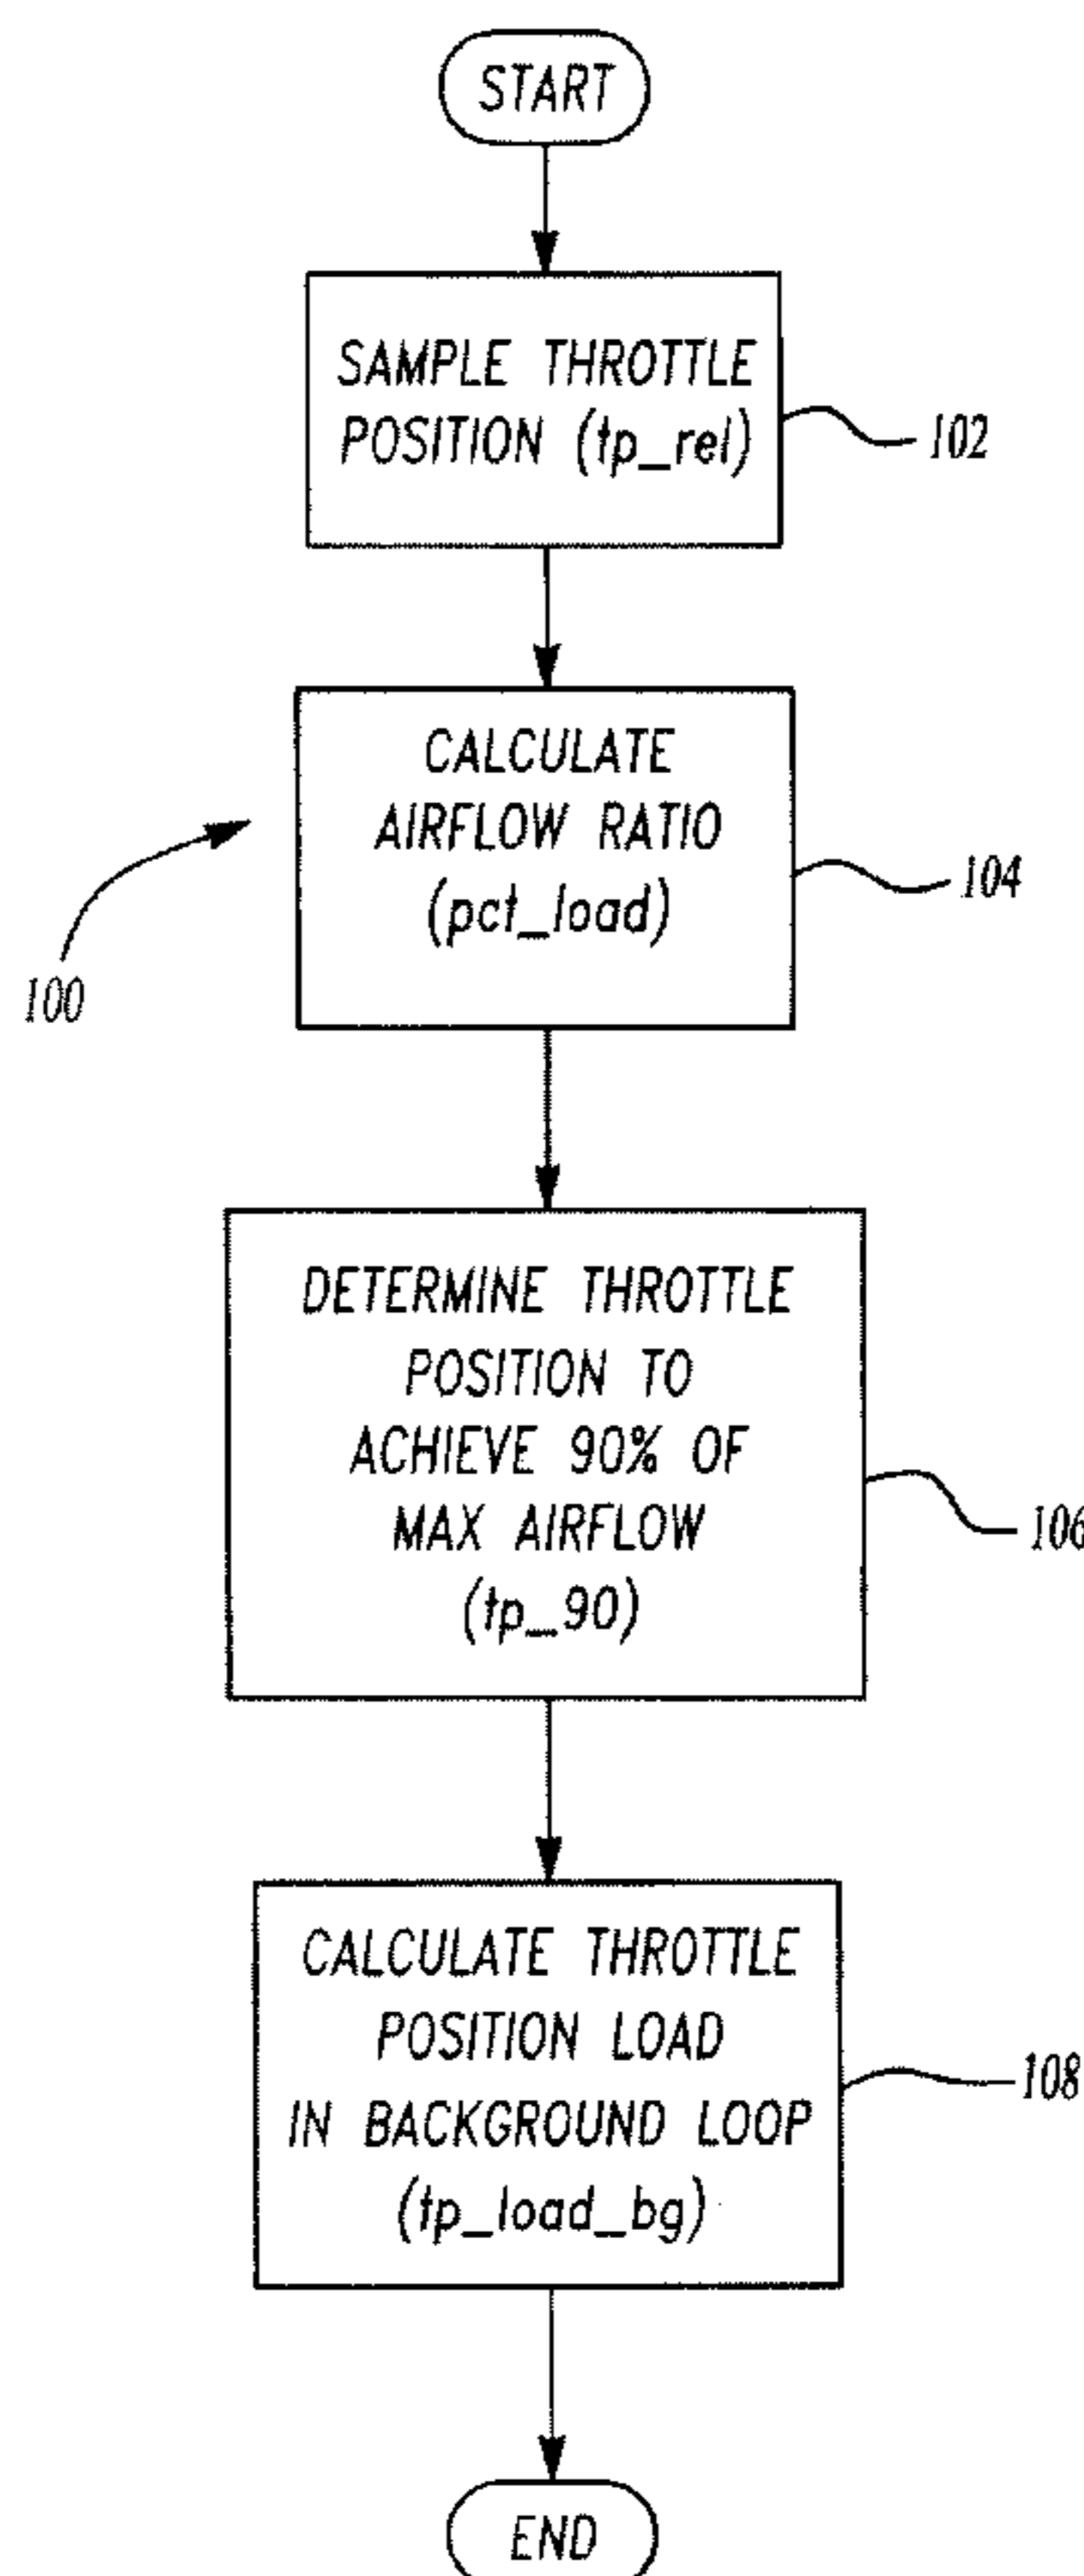 START
SAMPLE THROTTLE
POSITION (tp_rel)
102
CALCULATE
AIRFLOW RATIO
(pct_load)
104
100
DETERMINE THROTTLE
POSITION TO
ACHIEVE 90% OF
MAX AIRFLOW
(tp_90)
106
CALCULATE THROTTLE
POSITION LOAD
IN BACKGROUND LOOP
(tp_load_bg)
108
END